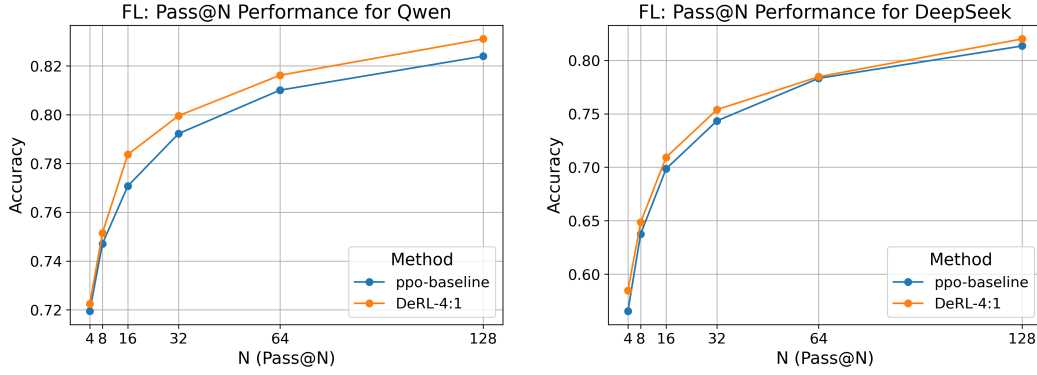 FL: Pass@N Performance for Qwen
Accuracy
0.82
0.80
0.78
0.76
0.74
0.72
4 8 16 32 64 128
N (Pass@N)
Method
ppo-baseline
DeRL-4:1
FL: Pass@N Performance for DeepSeek
Accuracy
0.80
0.75
0.70
0.65
0.60
4 8 16 32 64 128
N (Pass@N)
Method
ppo-baseline
DeRL-4:1